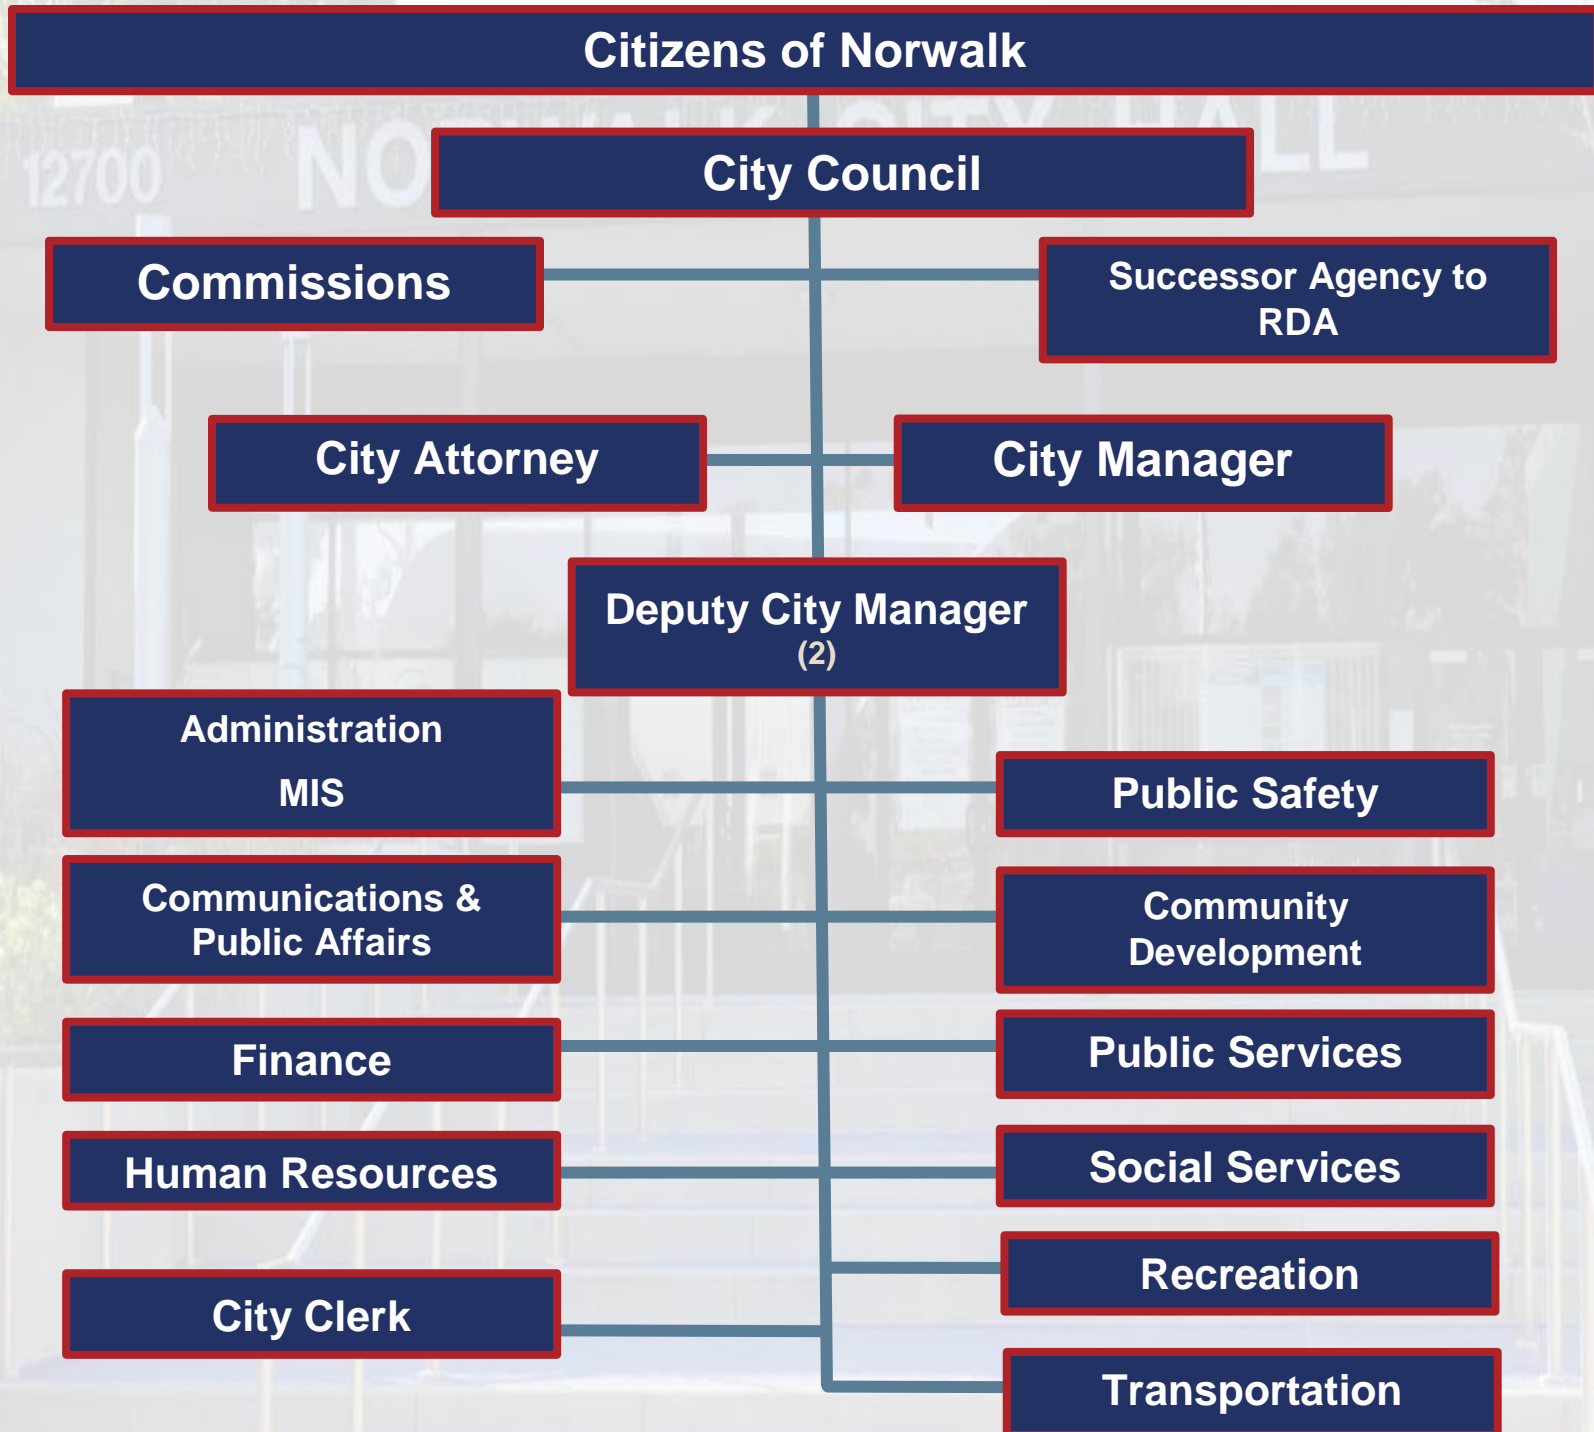 Citizens of Norwalk
12700
City Council
Commissions
Successor Agency to
RDA
City Attorney
City Manager
Deputy City Manager
(2)
Administration
MIS
Public Safety
Communications &
Public Affairs
Community
Development
Finance
Public Services
Human Resources
Social Services
Recreation
City Clerk
Transportation